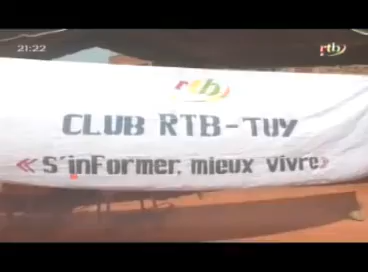 21:22
rtb
rtb
CLUB RTB-TUY
«S'inFormer, mieux vivre»